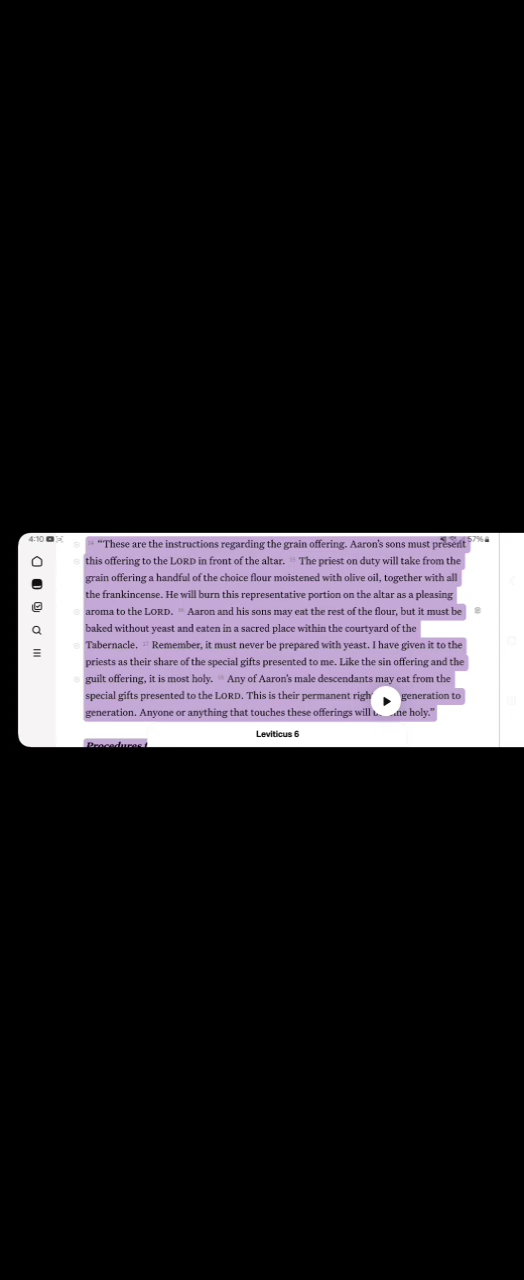 4:10
57%
14 “These are the instructions regarding the grain offering. Aaron’s sons must present
this offering to the LORD in front of the altar. 15 The priest on duty will take from the
grain offering a handful of the choice flour moistened with olive oil, together with all
the frankincense. He will burn this representative portion on the altar as a pleasing
aroma to the LORD. 16 Aaron and his sons may eat the rest of the flour, but it must be
baked without yeast and eaten in a sacred place within the courtyard of the
Tabernacle. 17 Remember, it must never be prepared with yeast. I have given it to the
priests as their share of the special gifts presented to me. Like the sin offering and the
guilt offering, it is most holy. 18 Any of Aaron’s male descendants may eat from the
special gifts presented to the LORD. This is their permanent generation to
generation. Anyone or anything that touches these offerings will holy.”
Leviticus 6
Procedures